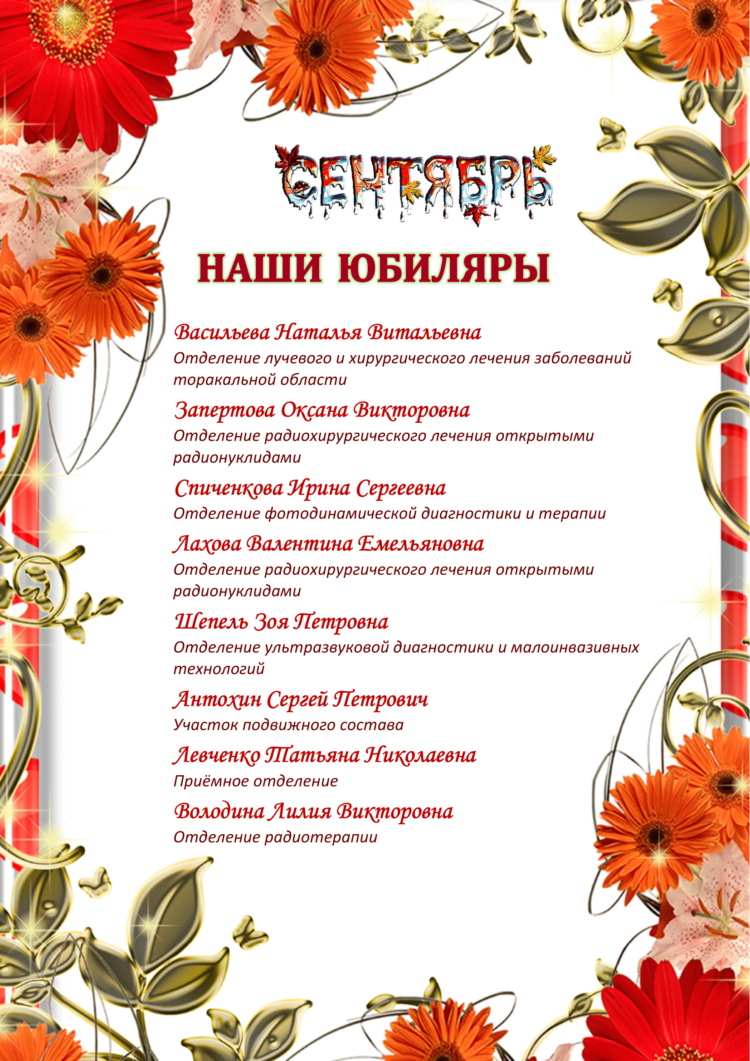 СЕНТЯБРЬ
НАШИ ЮБИЛЯРЫ
Васильева Наталья Витальевна
Отделение лучевого и хирургического лечения заболеваний
торакальной области
Запертова Оксана Викторовна
Отделение радиохирургического лечения открытыми
радионуклидами
Спиченкова Ирина Сергеевна
Отделение фотодинамической диагностики и терапии
Лахова Валентина Емельяновна
Отделение радиохирургического лечения открытыми
радионуклидами
Шепель Зоя Петровна
Отделение ультразвуковой диагностики и малоинвазивных
технологий
Антохин Сергей Петрович
Участок подвижного состава
Левченко Татьяна Николаевна
Приёмное отделение
Володина Лилия Викторовна
Отделение радиотерапии